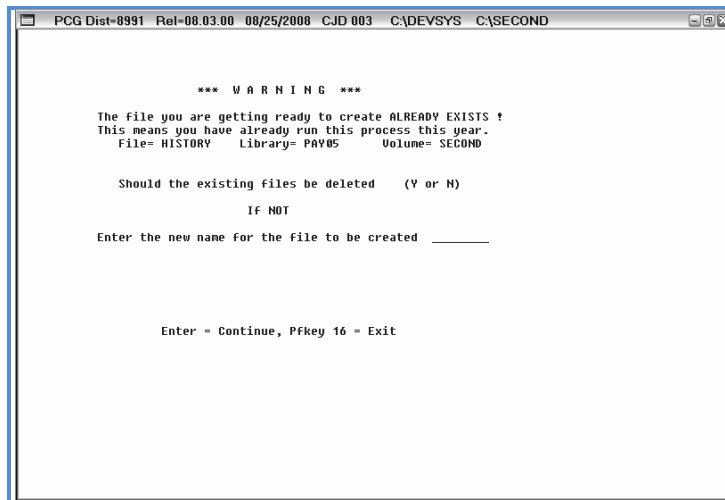 PCG Dist=8991 Rel=08.03.00 08/25/2008 CJD 003 C:\DEVSYS C:\SECOND
*** W A R N I N G ***
The file you are getting ready to create ALREADY EXISTS !
This means you have already run this process this year.
File= HISTORY Library= PAY05 Volume= SECOND
Should the existing files be deleted (Y or N)
If NOT
Enter the new name for the file to be created ________
Enter = Continue, Pfkey 16 = Exit